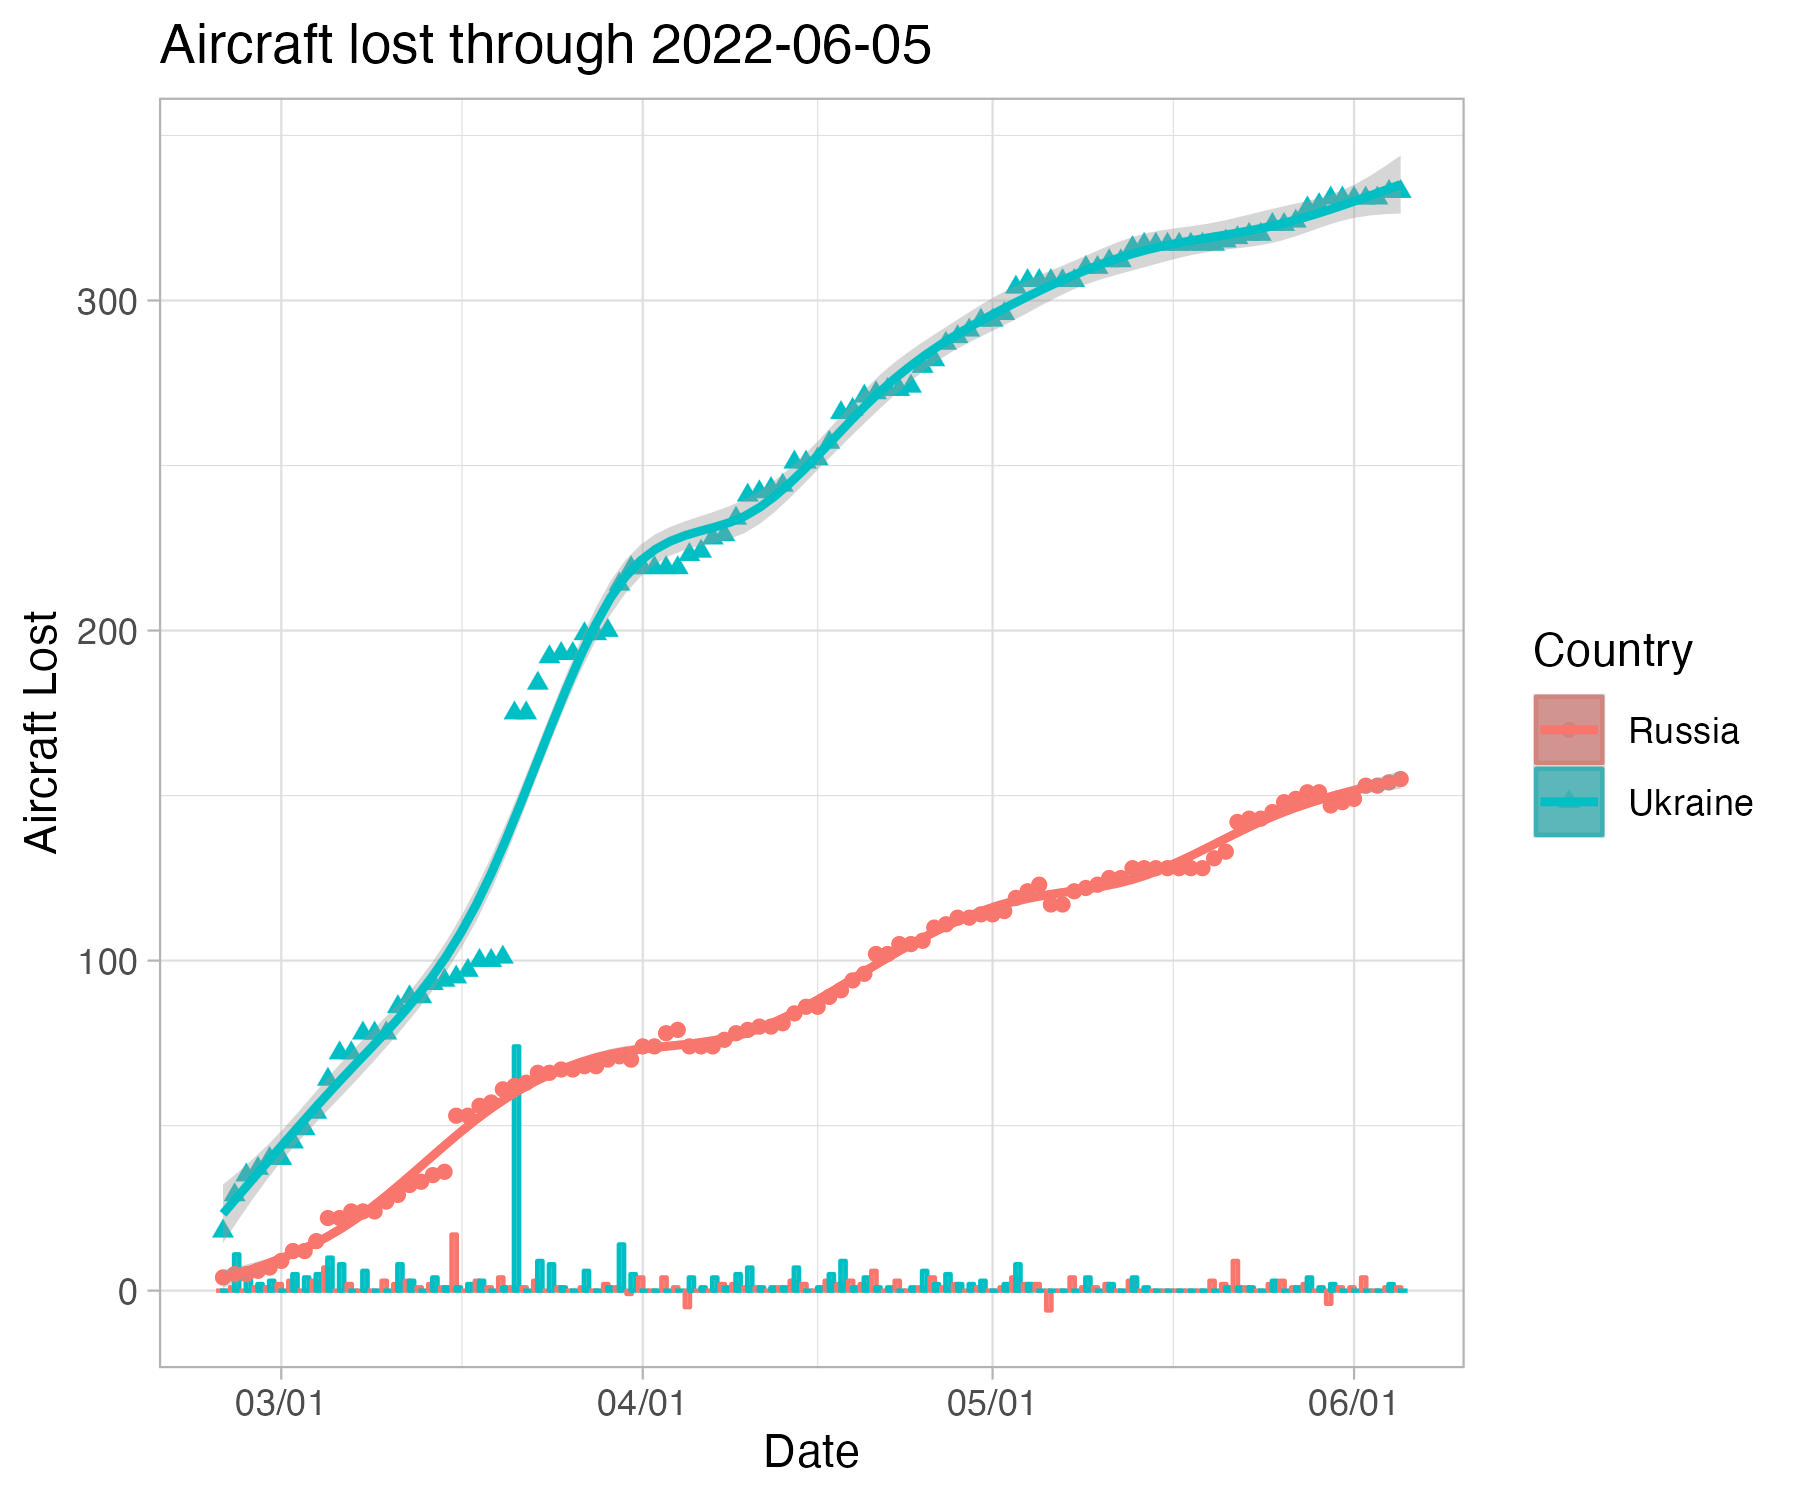 Aircraft lost through 2022-06-05
Aircraft Lost
300
200
100
0
03/01
04/01
05/01
06/01
Date
Country
Russia
Ukraine